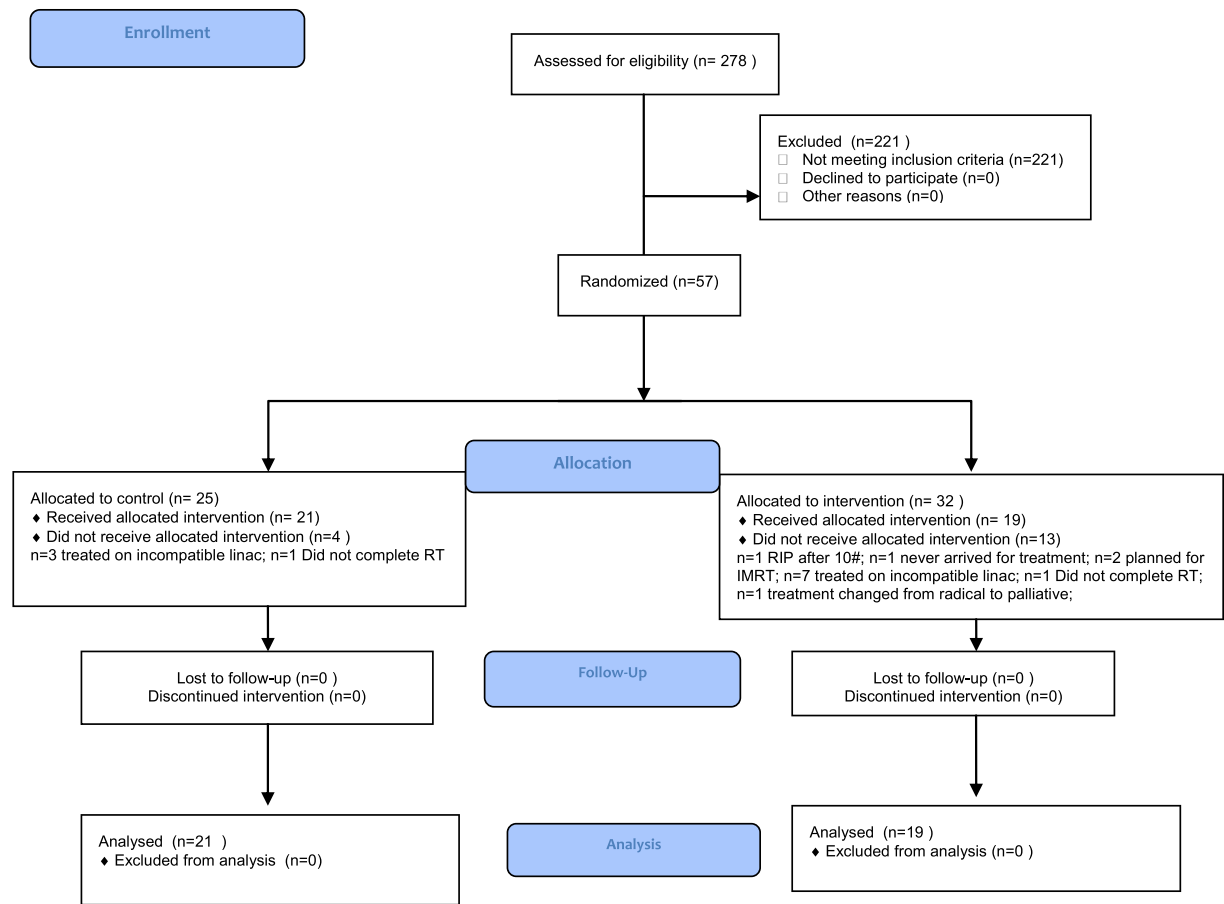 Enrollment
Assessed for eligibility (n= 278 )
Excluded (n=221 )
□ Not meeting inclusion criteria (n=221)
□ Declined to participate (n=0)
□ Other reasons (n=0)
Randomized (n=57)
Allocation
Allocated to control (n= 25)
♦ Received allocated intervention (n= 21)
♦ Did not receive allocated intervention (n=4 )
n=3 treated on incompatible linac; n=1 Did not complete RT
Allocated to intervention (n= 32 )
♦ Received allocated intervention (n= 19)
♦ Did not receive allocated intervention (n=13)
n=1 RIP after 10#; n=1 never arrived for treatment; n=2 planned for
IMRT; n=7 treated on incompatible linac; n=1 Did not complete RT;
n=1 treatment changed from radical to palliative;
Follow-Up
Lost to follow-up (n=0 )
Discontinued intervention (n=0)
Lost to follow-up (n=0 )
Discontinued intervention (n=0)
Analysis
Analysed (n=21 )
♦ Excluded from analysis (n=0)
Analysed (n=19 )
♦ Excluded from analysis (n=0 )